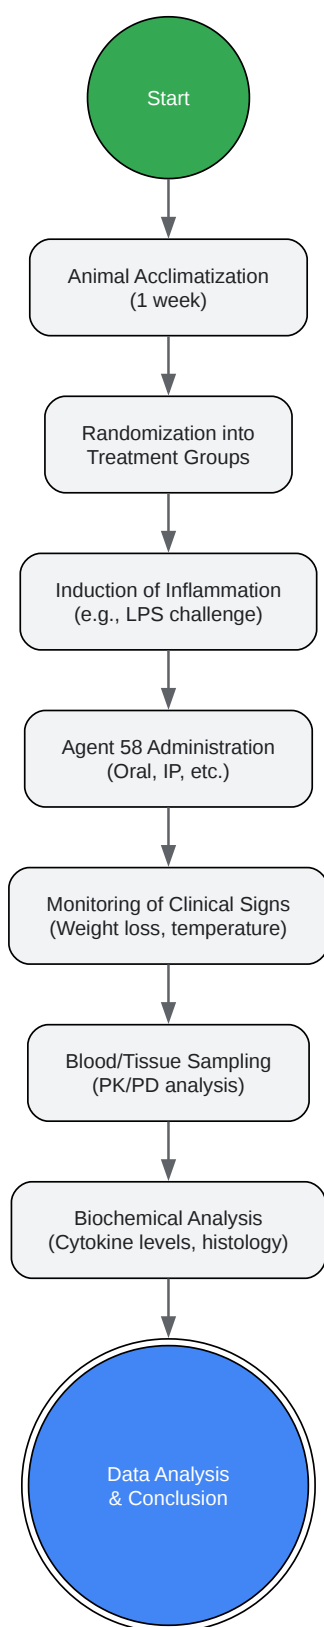 Start
Animal Acclimatization
(1 week)
Randomization into
Treatment Groups
Induction of Inflammation
(e.g., LPS challenge)
Agent 58 Administration
(Oral, IP, etc.)
Monitoring of Clinical Signs
(Weight loss, temperature)
Blood/Tissue Sampling
(PK/PD analysis)
Biochemical Analysis
(Cytokine levels, histology)
Data Analysis
& Conclusion